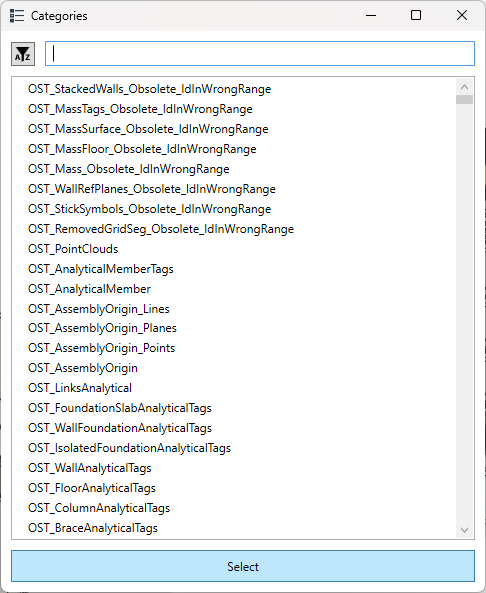 Categories
AZ
OST_StackedWalls_Obsolete_IdInWrongRange
OST_MassTags_Obsolete_IdInWrongRange
OST_MassSurface_Obsolete_IdInWrongRange
OST_MassFloor_Obsolete_IdInWrongRange
OST_Mass_Obsolete_IdInWrongRange
OST_WallRefPlanes_Obsolete_IdInWrongRange
OST_StickSymbols_Obsolete_IdInWrongRange
OST_RemovedGridSeg_Obsolete_IdInWrongRange
OST_PointClouds
OST_AnalyticalMemberTags
OST_AnalyticalMember
OST_AssemblyOrigin_Lines
OST_AssemblyOrigin_Planes
OST_AssemblyOrigin_Points
OST_AssemblyOrigin
OST_LinksAnalytical
OST_FoundationSlabAnalyticalTags
OST_WallFoundationAnalyticalTags
OST_IsolatedFoundationAnalyticalTags
OST_WallAnalyticalTags
OST_FloorAnalyticalTags
OST_ColumnAnalyticalTags
OST_BraceAnalyticalTags
Select